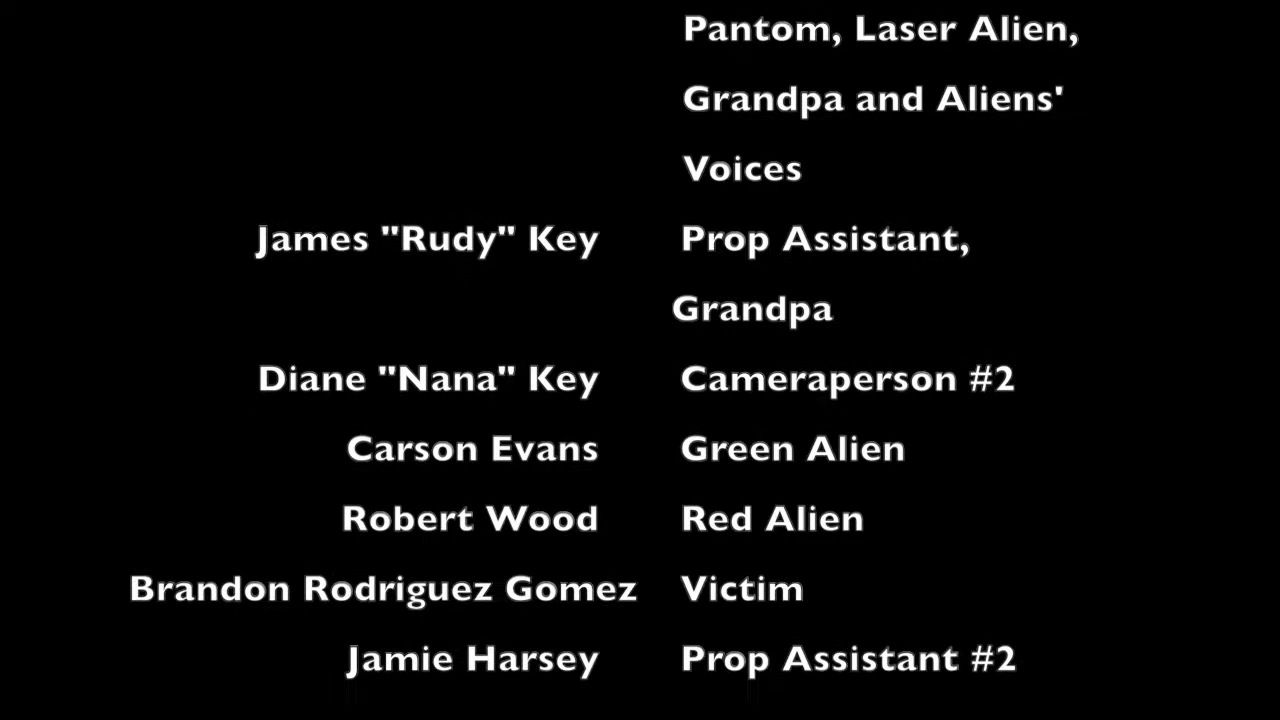 Pantom, Laser Alien,
Grandpa and Aliens'
Voices
James "Rudy" Key Prop Assistant,
Grandpa
Diane "Nana" Key Cameraperson #2
Carson Evans Green Alien
Robert Wood Red Alien
Brandon Rodriguez Gomez Victim
Jamie Harsey Prop Assistant #2